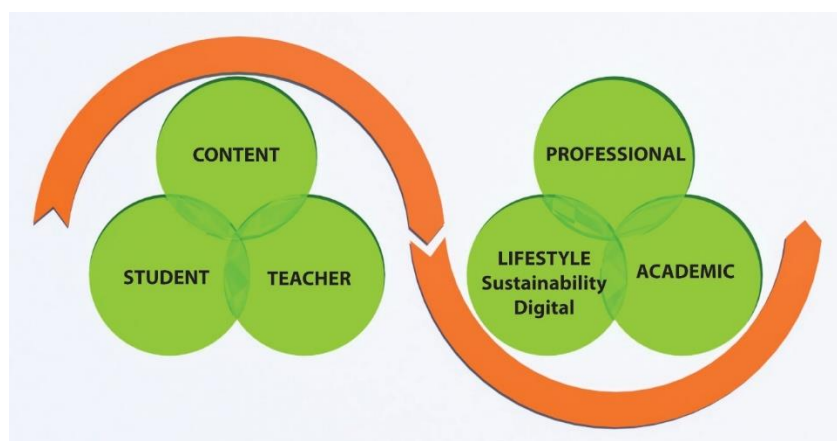 CONTENT
STUDENT
TEACHER
PROFESSIONAL
LIFESTYLE
Sustainability
Digital
ACADEMIC